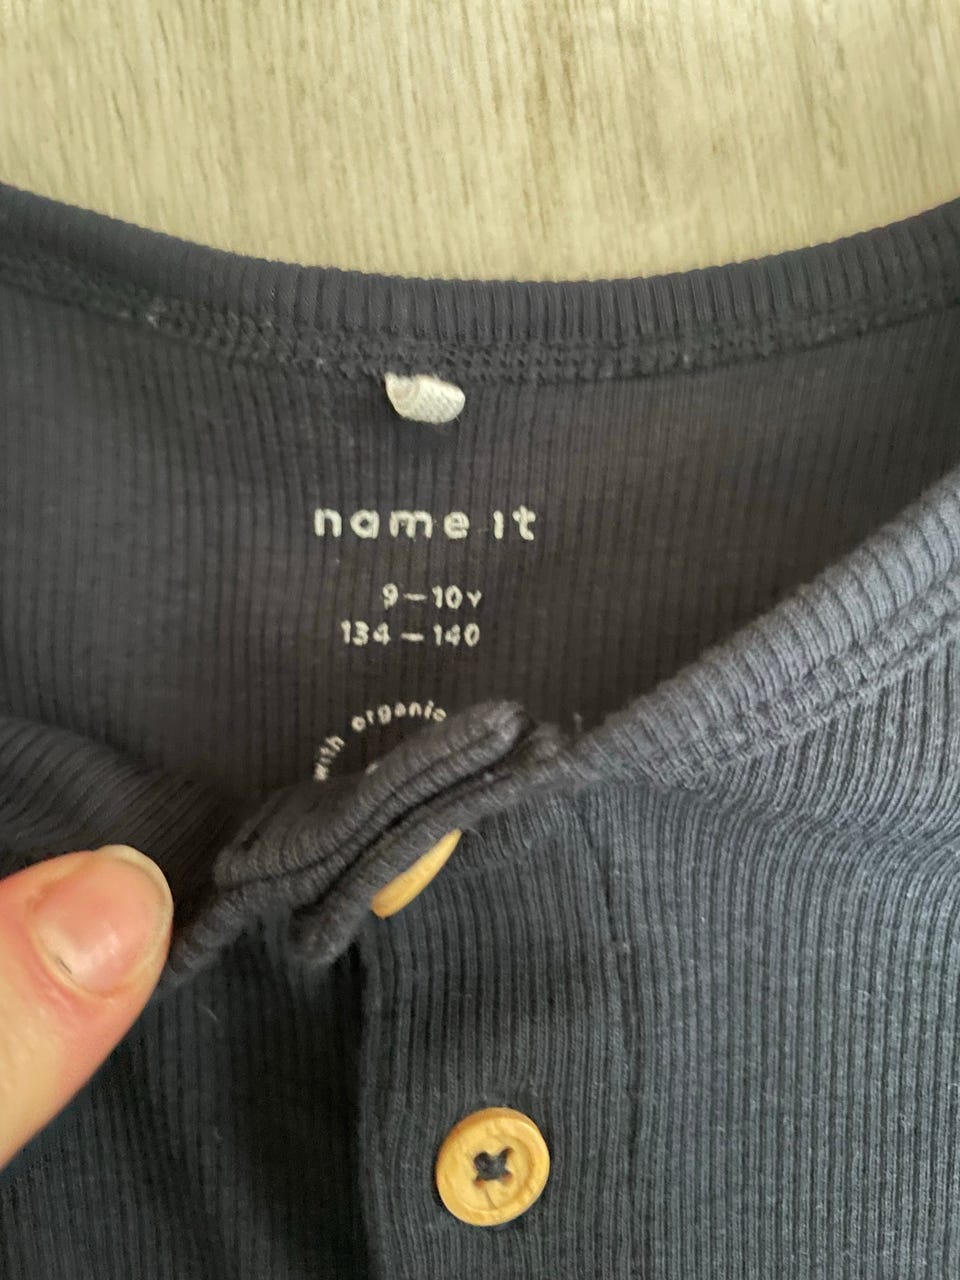 name it
9-10y
134-140
with organic